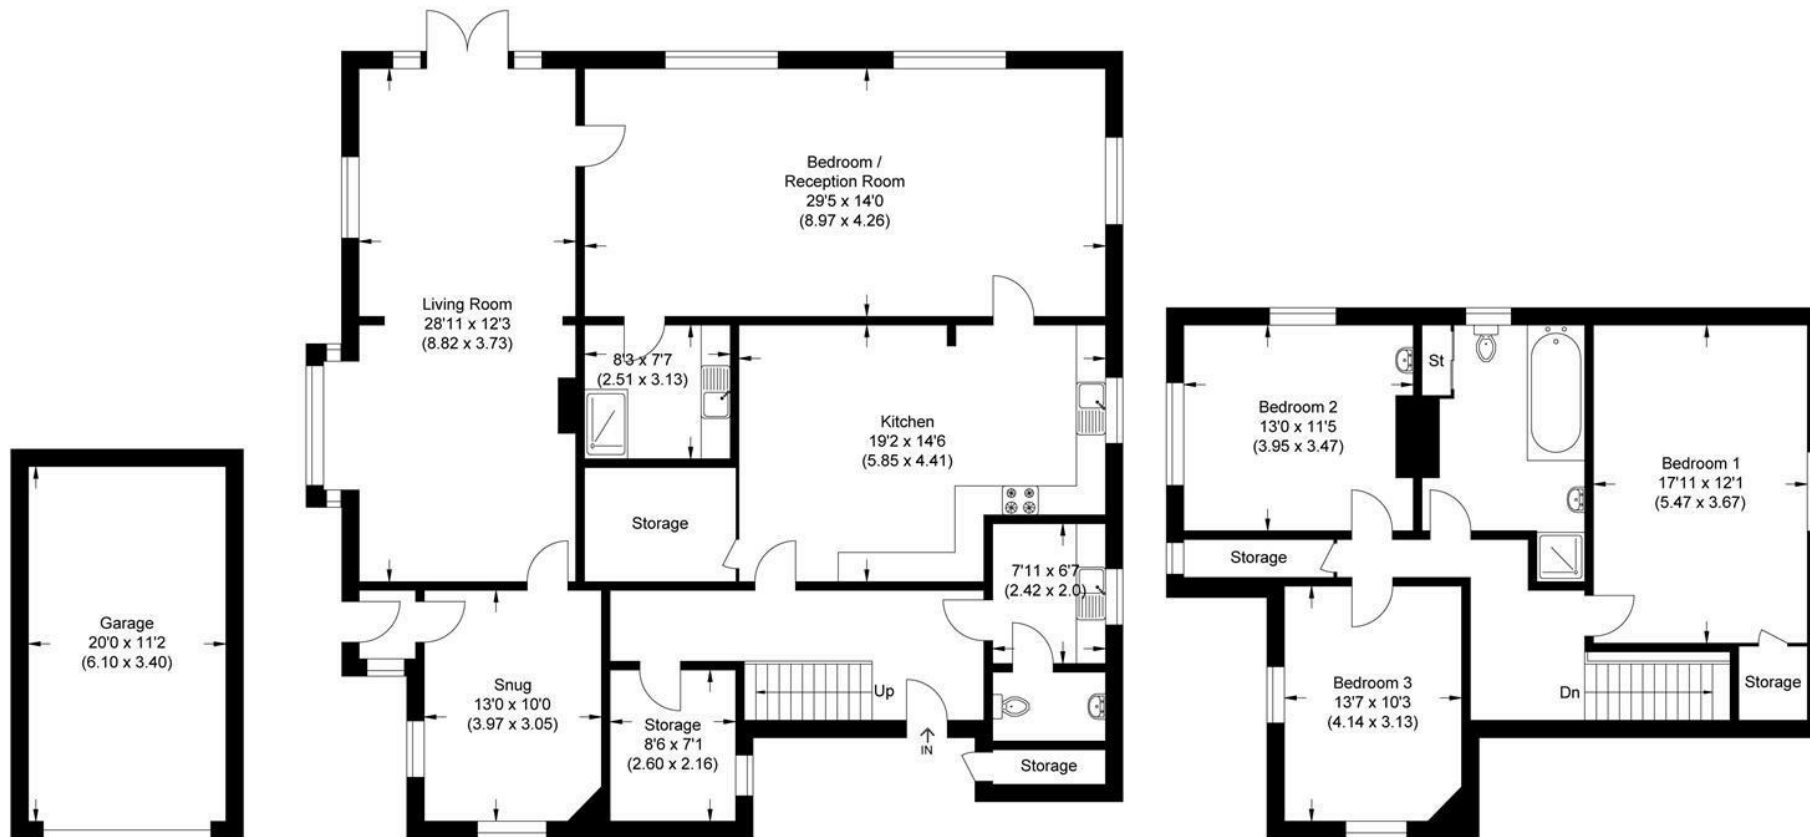 Garage
20'0 x 11'2
(6.10 x 3.40)
Living Room
28'11 x 12'3
(8.82 x 3.73)
Bedroom /
Reception Room
29'5 x 14'0
(8.97 x 4.26)
8'3 x 7'7
(2.51 x 3.13)
Kitchen
19'2 x 14'6
(5.85 x 4.41)
Storage
7'11 x 6'7
(2.42 x 2.0)
Snug
13'0 x 10'0
(3.97 x 3.05)
Storage
8'6 x 7'1
(2.60 x 2.16)
Up
IN
Storage
Bedroom 2
13'0 x 11'5
(3.95 x 3.47)
St
Bedroom 1
17'11 x 12'1
(5.47 x 3.67)
Storage
Bedroom 3
13'7 x 10'3
(4.14 x 3.13)
Dn
Storage